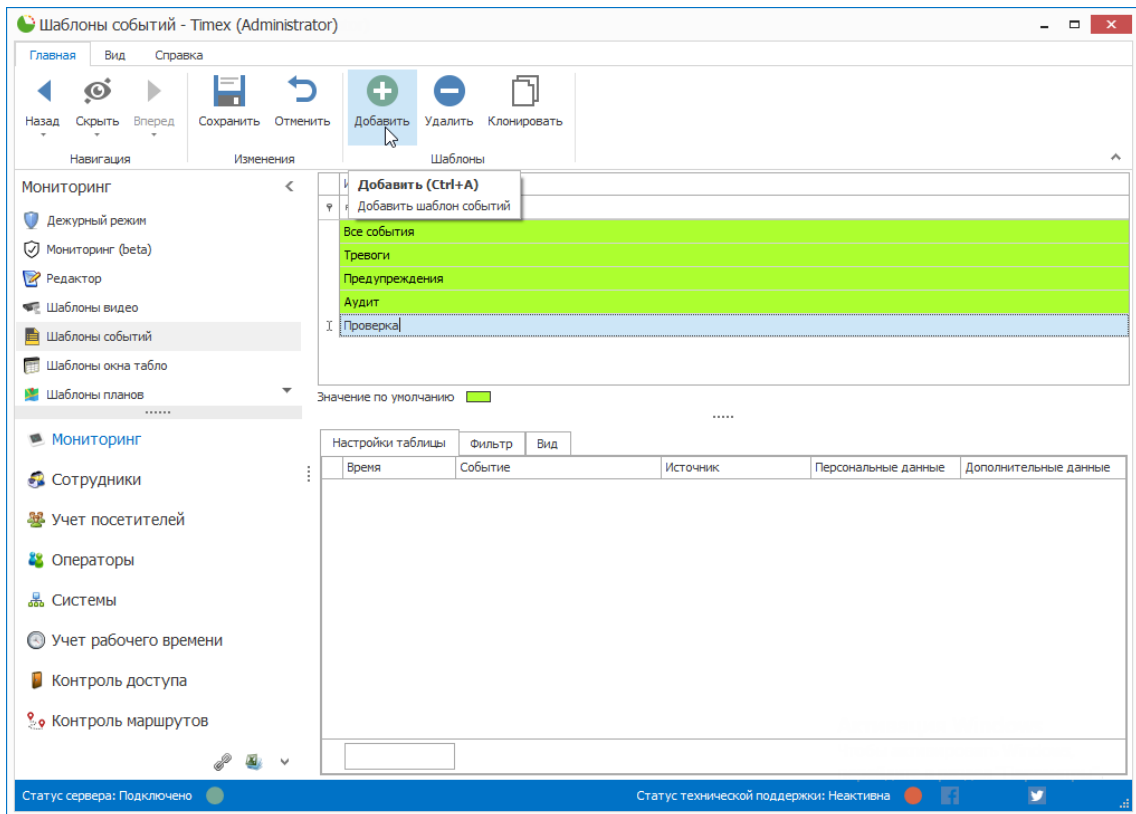 Шаблоны событий - Timex (Administrator)
Главная Вид Справка
Назад Скрыть Вперед Сохранить Отменить Добавить Удалить Клонировать
Навигация Изменения Шаблоны
Мониторинг
Добавить (Ctrl+A)
Добавить шаблон событий
Дежурный режим
Мониторинг (beta)
Редактор
Шаблоны видео
Шаблоны событий
Шаблоны окна табло
Шаблоны планов
Все события
Тревоги
Предупреждения
Аудит
Проверка
Значение по умолчанию
Мониторинг
Сотрудники
Учет посетителей
Операторы
Системы
Учет рабочего времени
Контроль доступа
Контроль маршрутов
Настройки таблицы Фильтр Вид
Время Событие Источник Персональные данные Дополнительные данные
Статус сервера: Подключено Статус технической поддержки: Неактивна